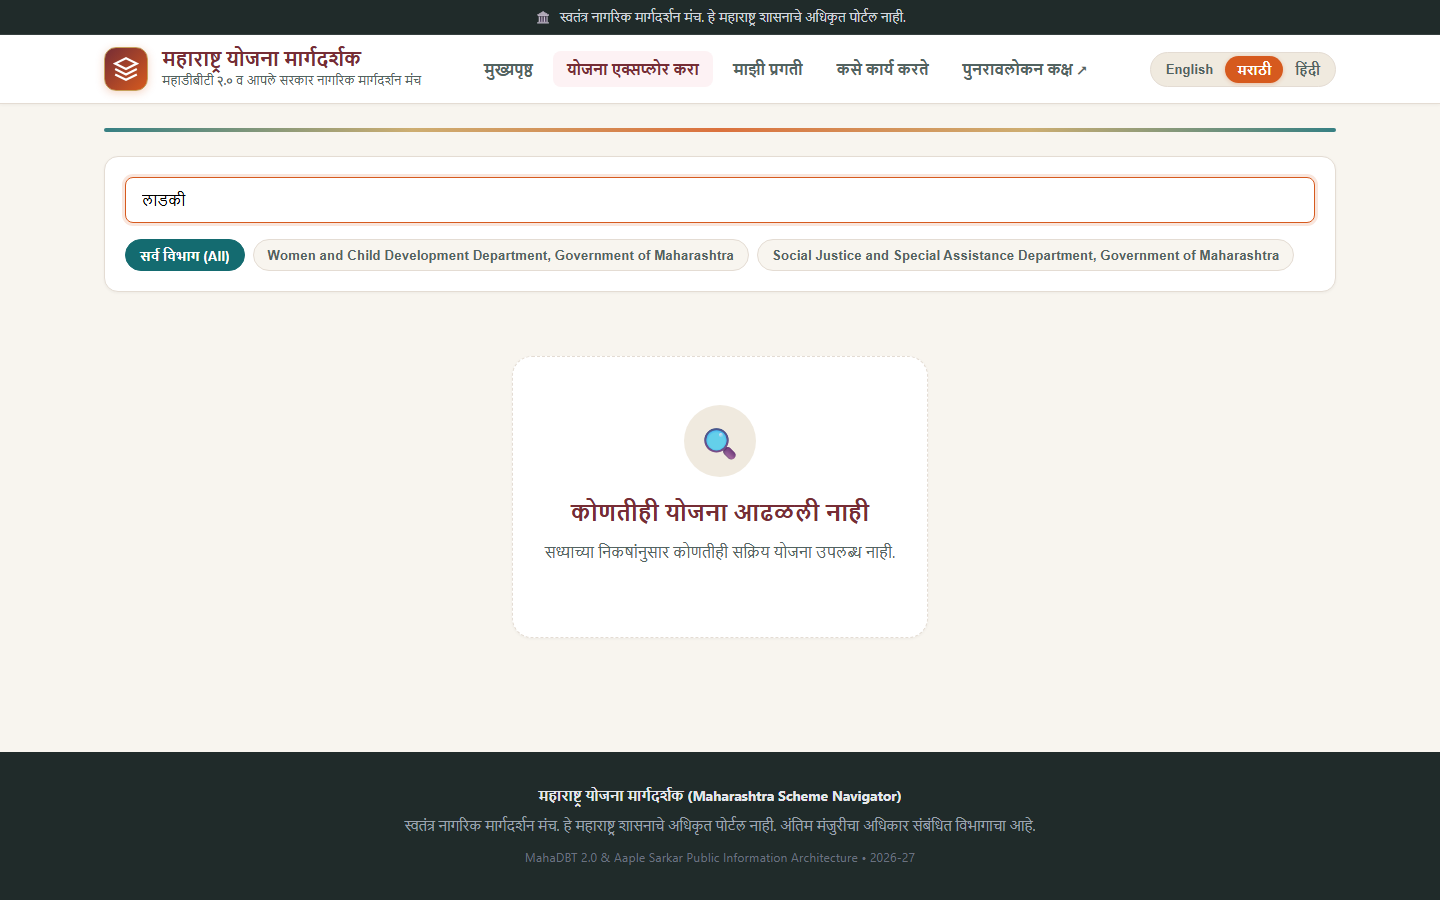 स्वतंत्र नागरिक मार्गदर्शन मंच. हे महाराष्ट्र शासनाचे अधिकृत पोर्टल नाही.
महाराष्ट्र योजना मार्गदर्शक
महाडीबीटी २.० व आपले सरकार नागरिक मार्गदर्शन मंच
मुख्यपृष्ठ
योजना एक्सप्लोर करा
माझी प्रगती
कसे कार्य करते
पुनरावलोकन कक्ष ↗
English
मराठी
हिंदी
लाडकी
सर्व विभाग (All)
Women and Child Development Department, Government of Maharashtra
Social Justice and Special Assistance Department, Government of Maharashtra
कोणतीही योजना आढळली नाही
सध्याच्या निकषांनुसार कोणतीही सक्रिय योजना उपलब्ध नाही.
महाराष्ट्र योजना मार्गदर्शक (Maharashtra Scheme Navigator)
स्वतंत्र नागरिक मार्गदर्शन मंच. हे महाराष्ट्र शासनाचे अधिकृत पोर्टल नाही. अंतिम मंजुरीचा अधिकार संबंधित विभागाचा आहे.
MahaDBT 2.0 & Aaple Sarkar Public Information Architecture • 2026-27